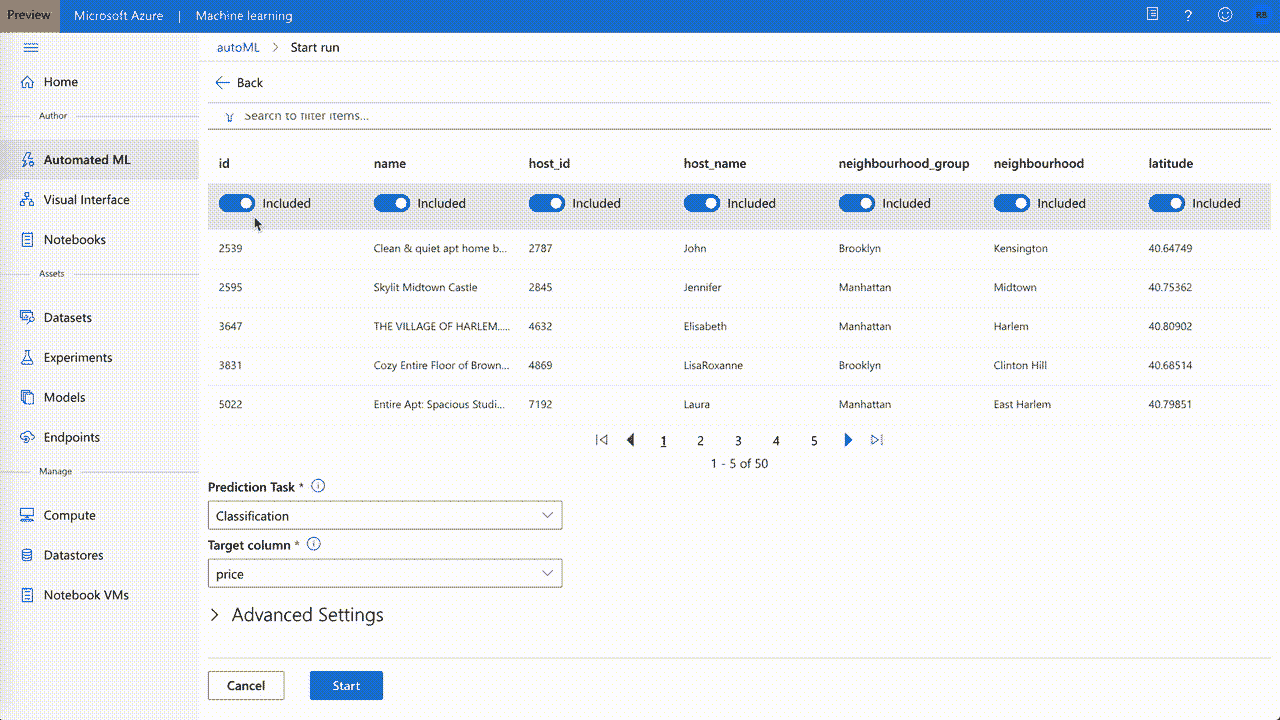 Preview Microsoft Azure | Machine learning RB
autoML > Start run
Back
Search to filter items...
Home
Author
Automated ML
Visual Interface
Notebooks
Assets
Datasets
Experiments
Models
Endpoints
Manage
Compute
Datastores
Notebook VMs
id name host_id host_name neighbourhood_group neighbourhood latitude
Included Included Included Included Included Included Included
2539 Clean & quiet apt home b... 2787 John Brooklyn Kensington 40.64749
2595 Skylit Midtown Castle 2845 Jennifer Manhattan Midtown 40.75362
3647 THE VILLAGE OF HARLEM.... 4632 Elisabeth Manhattan Harlem 40.80902
3831 Cozy Entire Floor of Brown... 4869 LisaRoxanne Brooklyn Clinton Hill 40.68514
5022 Entire Apt: Spacious Studi... 7192 Laura Manhattan East Harlem 40.79851
1 2 3 4 5
1 - 5 of 50
Prediction Task *
Classification
Target column *
price
Advanced Settings
Cancel Start